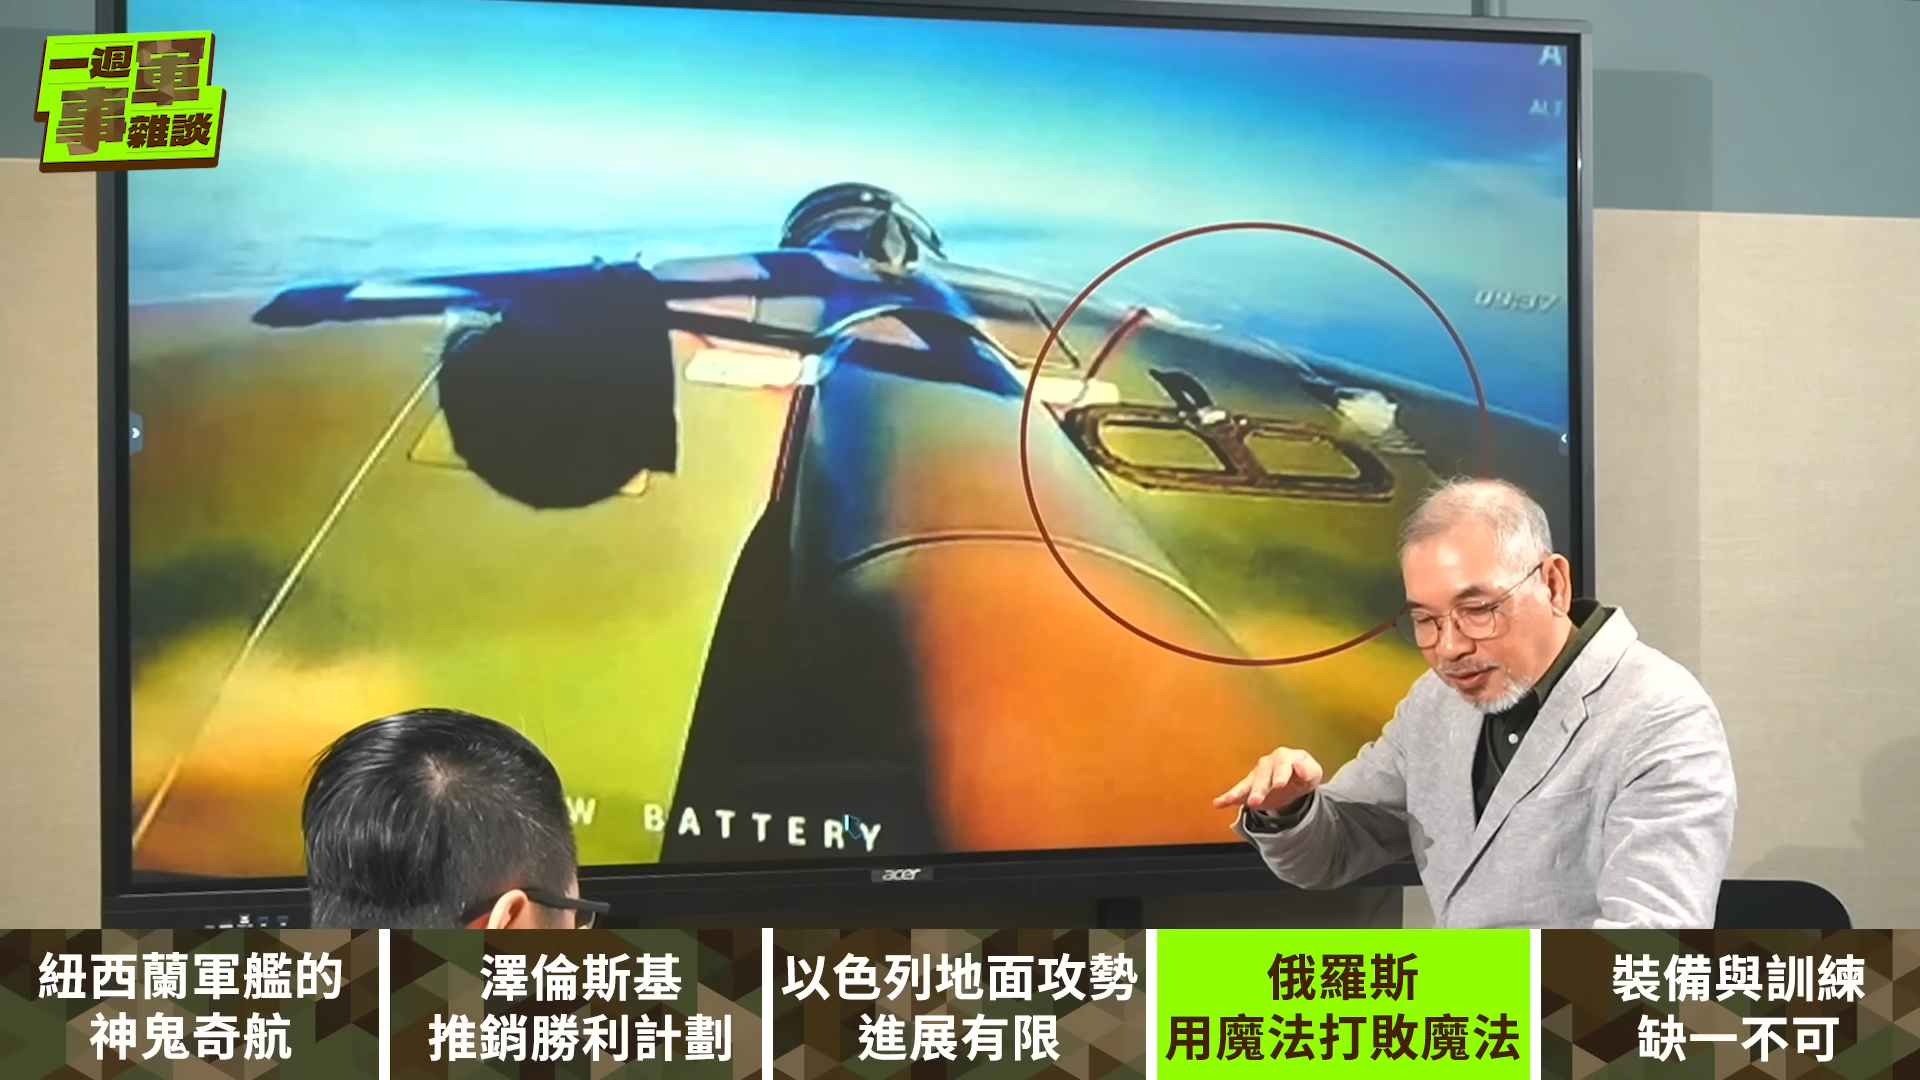 一週軍
事雜談
A
ALT
09:37
W BATTERY
acer
紐西蘭軍艦的
神鬼奇航
澤倫斯基
推銷勝利計劃
以色列地面攻勢
進展有限
俄羅斯
用魔法打敗魔法
裝備與訓練
缺一不可